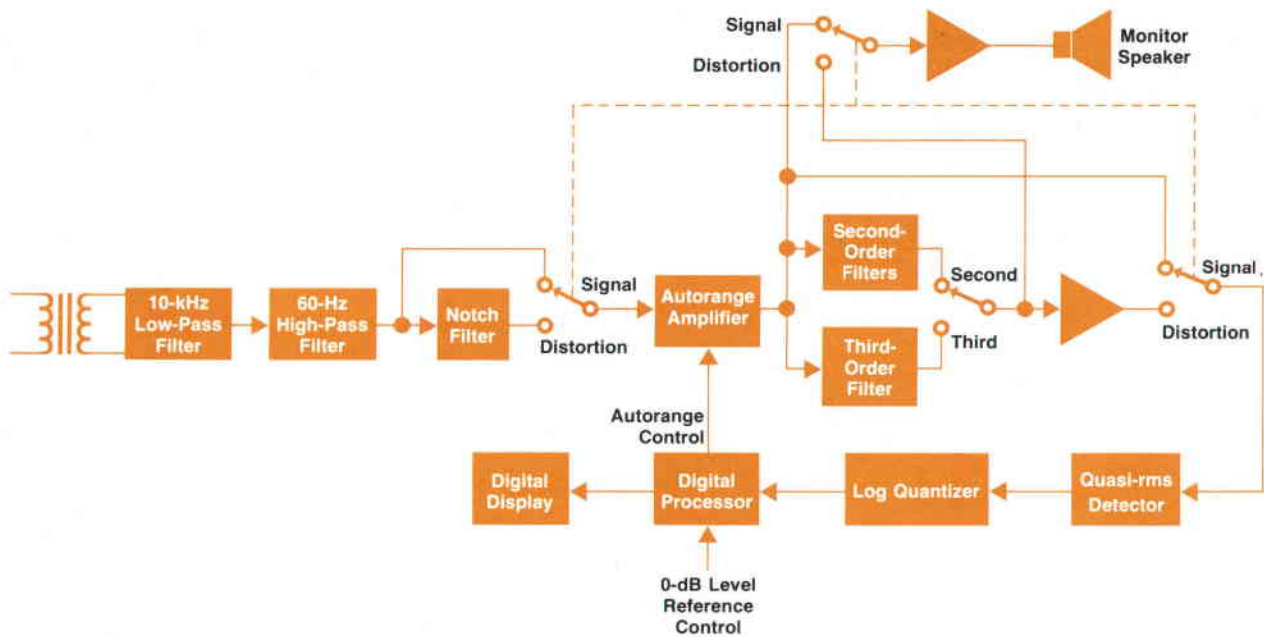 Signal
Distortion
Monitor
Speaker
10-kHz
Low-Pass
Filter
60-Hz
High-Pass
Filter
Notch
Filter
Signal
Distortion
Autorange
Amplifier
Second-
Order
Filters
Third-
Order
Filter
Second
Third
Signal
Distortion
Autorange
Control
Digital
Display
Digital
Processor
Log Quantizer
Quasi-rms
Detector
0-dB Level
Reference
Control